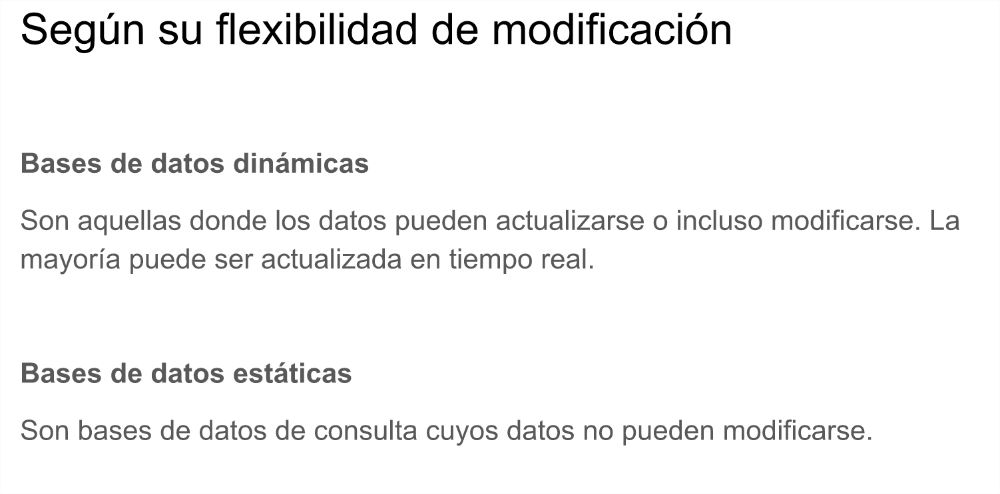 Según su flexibilidad de modificación
Bases de datos dinámicas
Son aquellas donde los datos pueden actualizarse o incluso modificarse. La
mayoría puede ser actualizada en tiempo real.
Bases de datos estáticas
Son bases de datos de consulta cuyos datos no pueden modificarse.